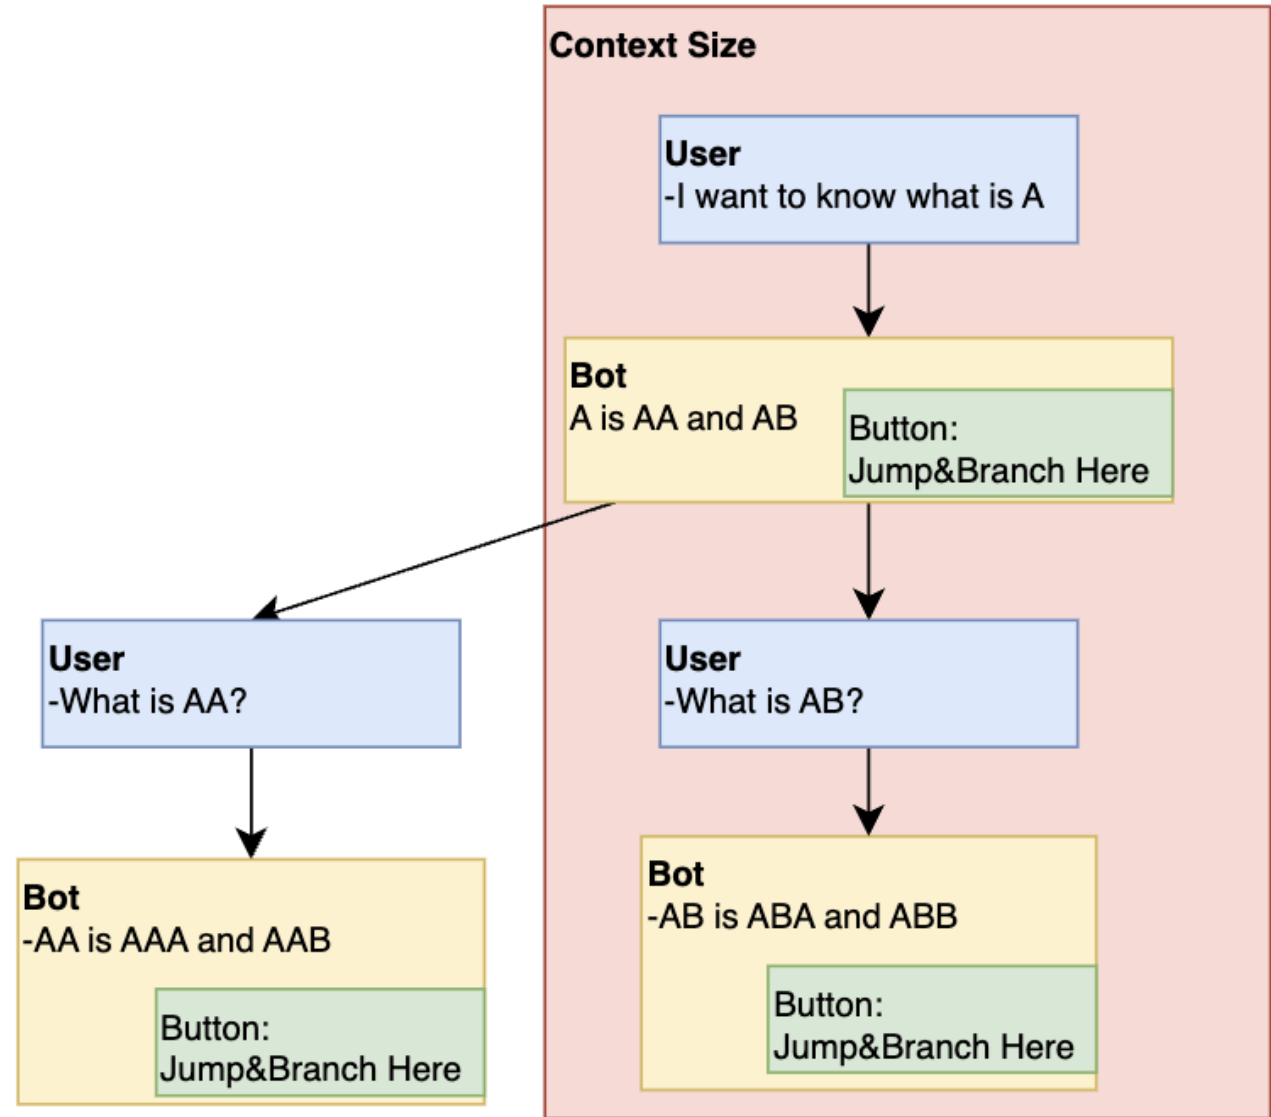 Context Size
User
-I want to know what is A
Bot
A is AA and AB
Button:
Jump&Branch Here
User
-What is AA?
User
-What is AB?
Bot
-AA is AAA and AAB
Button:
Jump&Branch Here
Bot
-AB is ABA and ABB
Button:
Jump&Branch Here